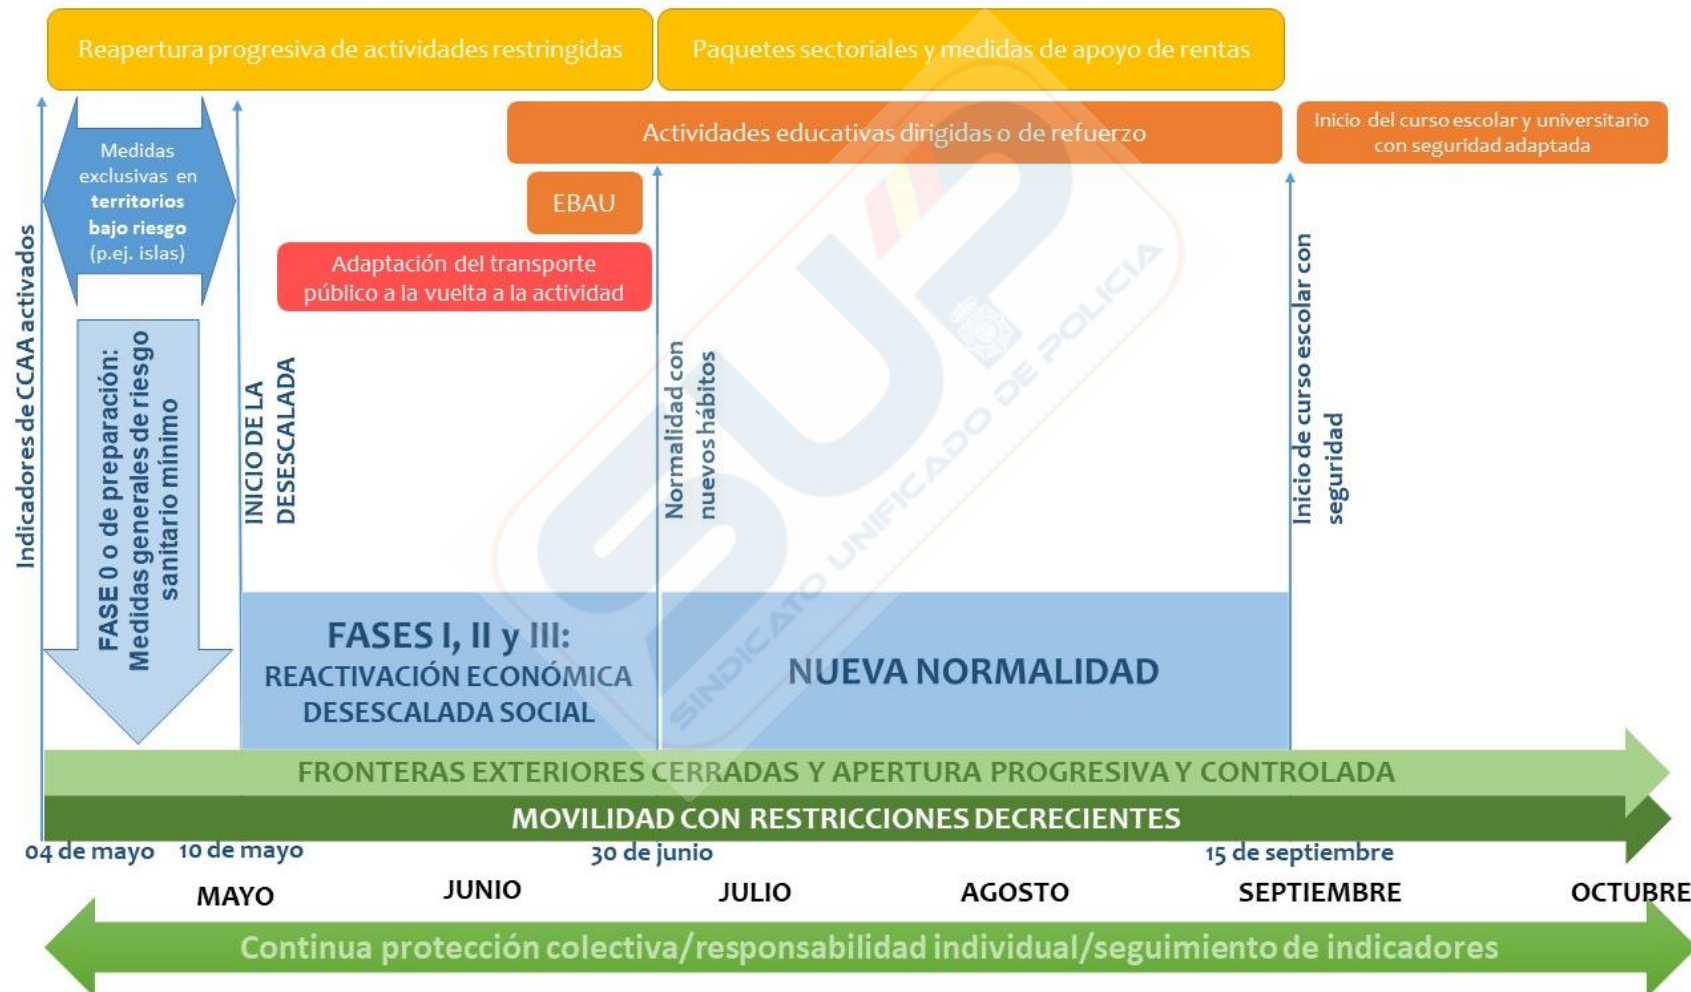 Reapertura progresiva de actividades restringidas
Paquetes sectoriales y medidas de apoyo de rentas
Actividades educativas dirigidas o de refuerzo
Inicio del curso escolar y universitario
con seguridad adaptada
Medidas
exclusivas en
territorios
bajo riesgo
(p.ej. islas)
EBAU
Adaptación del transporte
público a la vuelta a la actividad
Indicadores de CCAA activados
FASE 0 o de preparación:
Medidas generales de riesgo
sanitario mínimo
INICIO DE LA
DESESCALADA
Normalidad con
nuevos hábitos
Inicio de curso escolar con
seguridad
SUP
SINDICATO UNIFICADO DE POLICIA
FASES I, II y III:
REACTIVACIÓN ECONÓMICA
DESESCALADA SOCIAL
NUEVA NORMALIDAD
FRONTERAS EXTERIORES CERRADAS Y APERTURA PROGRESIVA Y CONTROLADA
MOVILIDAD CON RESTRICCIONES DECRECIENTES
04 de mayo
10 de mayo
30 de junio
15 de septiembre
MAYO
JUNIO
JULIO
AGOSTO
SEPTIEMBRE
OCTUBRE
Continua protección colectiva/responsabilidad individual/seguimiento de indicadores